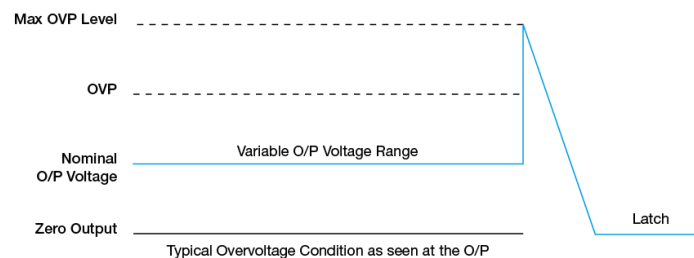 Max OVP Level
OVP
Nominal
O/P Voltage
Variable O/P Voltage Range
Zero Output
Latch
Typical Overvoltage Condition as seen at the O/P